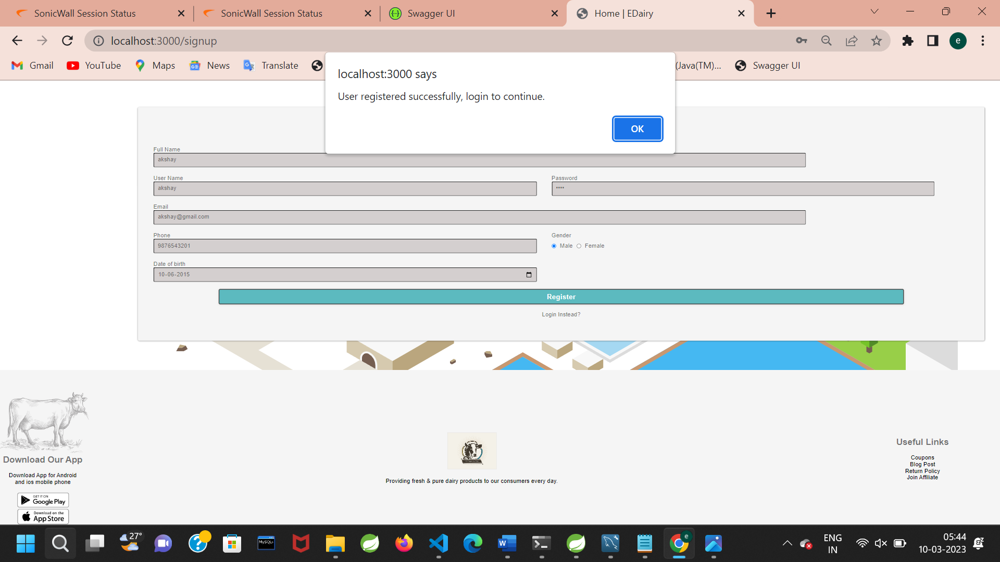 SonicWall Session Status
SonicWall Session Status
Swagger UI
Home | EDairy
localhost:3000/signup
e
Gmail
YouTube
Maps
News
Translate
(Java(TM)...
Swagger UI
localhost:3000 says
User registered successfully, login to continue.
OK
Full Name
akshay
User Name
Password
akshay
••••
Email
akshay@gmail.com
Phone
Gender
9876543201
Male
Female
Date of birth
10-06-2015
Register
Login Instead?
Download Our App
Download App for Android
and ios mobile phone
GET IT ON
Google Play
Download on the
App Store
Providing fresh & pure dairy products to our consumers every day.
Useful Links
Coupons
Blog Post
Return Policy
Join Affiliate
27°
MySQL
ENG
IN
05:44
10-03-2023